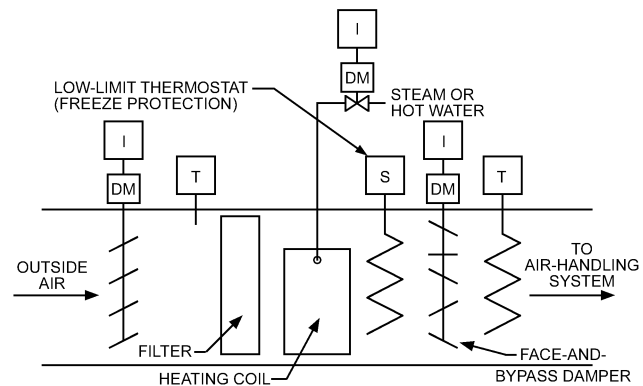 I
DM
LOW-LIMIT THERMOSTAT
(FREEZE PROTECTION)
STEAM OR
HOT WATER
I
T
S
I
T
DM
DM
OUTSIDE
AIR
TO
AIR-HANDLING
SYSTEM
FILTER
HEATING COIL
FACE-AND-
BYPASS DAMPER